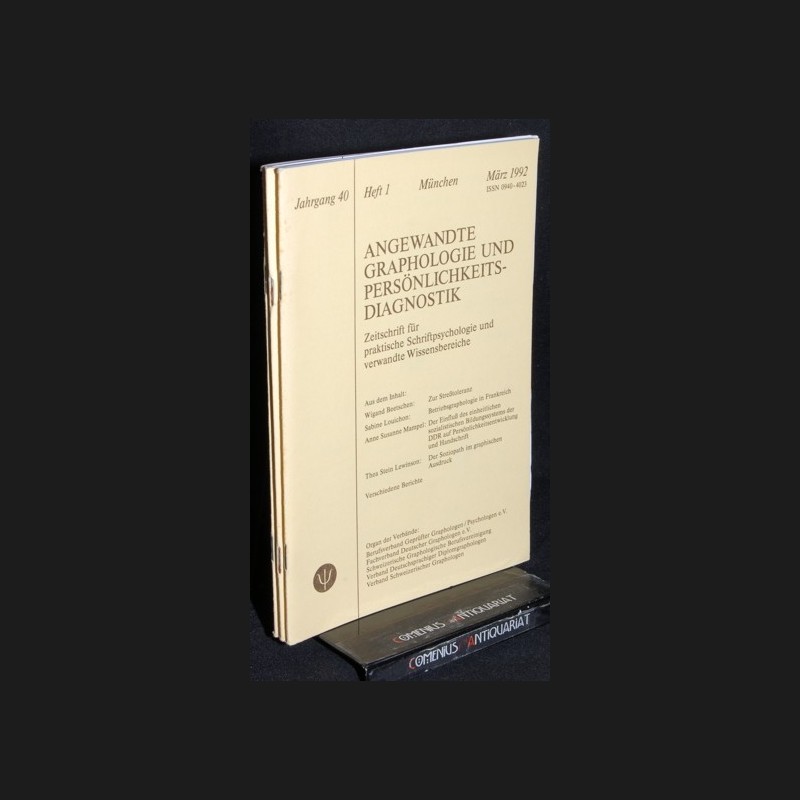 Jahrgang 40
Heft 1
München
März 1992
ISSN 0940-4023
ANGEWANDTE
GRAPHOLOGIE UND
PERSÖNLICHKEITS-
DIAGNOSTIK
Zeitschrift für
praktische Schriftpsychologie und
verwandte Wissensbereiche
Aus dem Inhalt:
Wigand Bentschen: Zur Streßtoleranz
Sabine Louichon: Betriebsgraphologie in Frankreich
Anne Susanne Mampel: Der Einfluß des einheitlichen
sozialistischen Bildungssystems der
DDR auf Persönlichkeitsentwicklung
und Handschrift
Thea Stein Lewinson: Der Soziopath im graphischen
Ausdruck
Verschiedene Berichte
Organ der Verbände:
Berufsverband Geprüfter Graphologen/Psychologen e.V.
Fachverband Deutscher Graphologen e.V.
Schweizerische Graphologische Berufsvereinigung
Verband Deutschsprachiger Diplomgraphologen
Verband Schweizerischer Graphologen
COMENIUS ANTIQUARIAT
COMENIUS ANTIQUARIAT